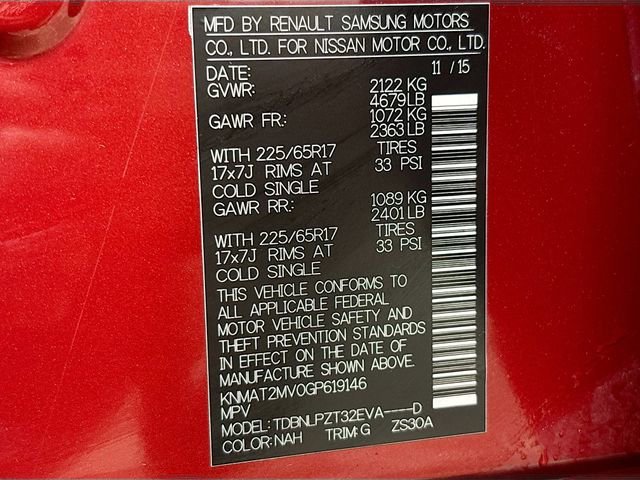 MFD BY RENAULT SAMSUNG MOTORS
CO., LTD. FOR NISSAN MOTOR CO., LTD.
DATE: 11 / 15
GVWR: 2122 KG
4679 LB
GAWR FR: 1072 KG
2363 LB
WITH 225/65R17 TIRES
17x7J RIMS AT 33 PSI
COLD SINGLE
GAWR RR: 1089 KG
2401 LB
WITH 225/65R17 TIRES
17x7J RIMS AT 33 PSI
COLD SINGLE
THIS VEHICLE CONFORMS TO
ALL APPLICABLE FEDERAL
MOTOR VEHICLE SAFETY AND
THEFT PREVENTION STANDARDS
IN EFFECT ON THE DATE OF
MANUFACTURE SHOWN ABOVE.
KNMAT2MV0GP619146
MPV
MODEL: TDBNLPZT32EVA----D
COLOR: NAH TRIM: G ZS30A